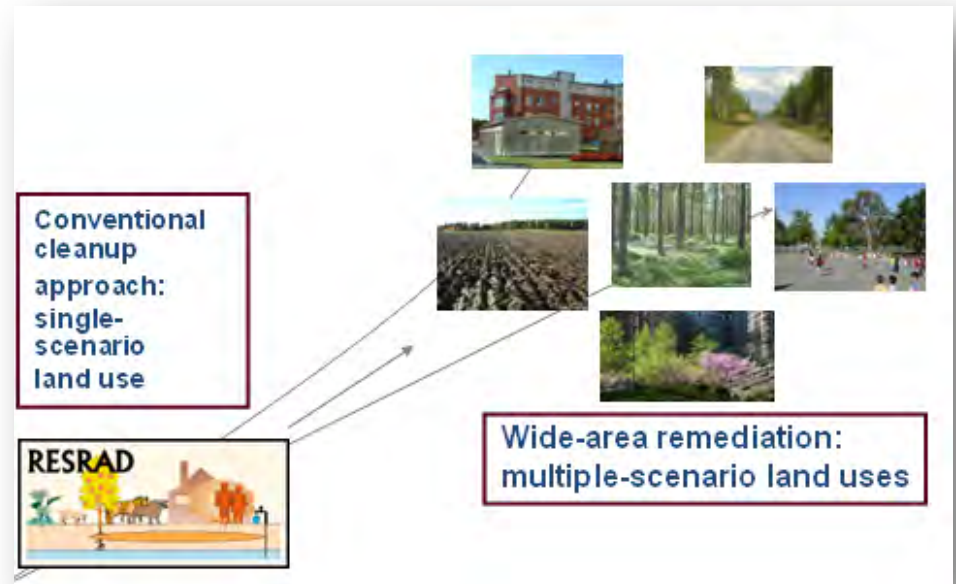 Conventional
cleanup
approach:
single-
scenario
land use
RESRAD
Wide-area remediation:
multiple-scenario land uses